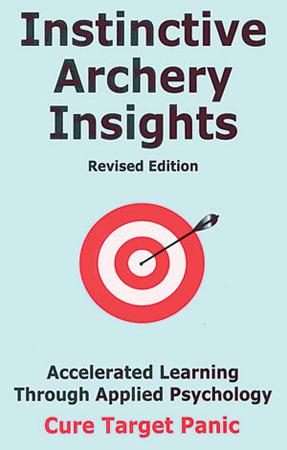 Instinctive
Archery
Insights
Revised Edition
Accelerated Learning
Through Applied Psychology
Cure Target Panic